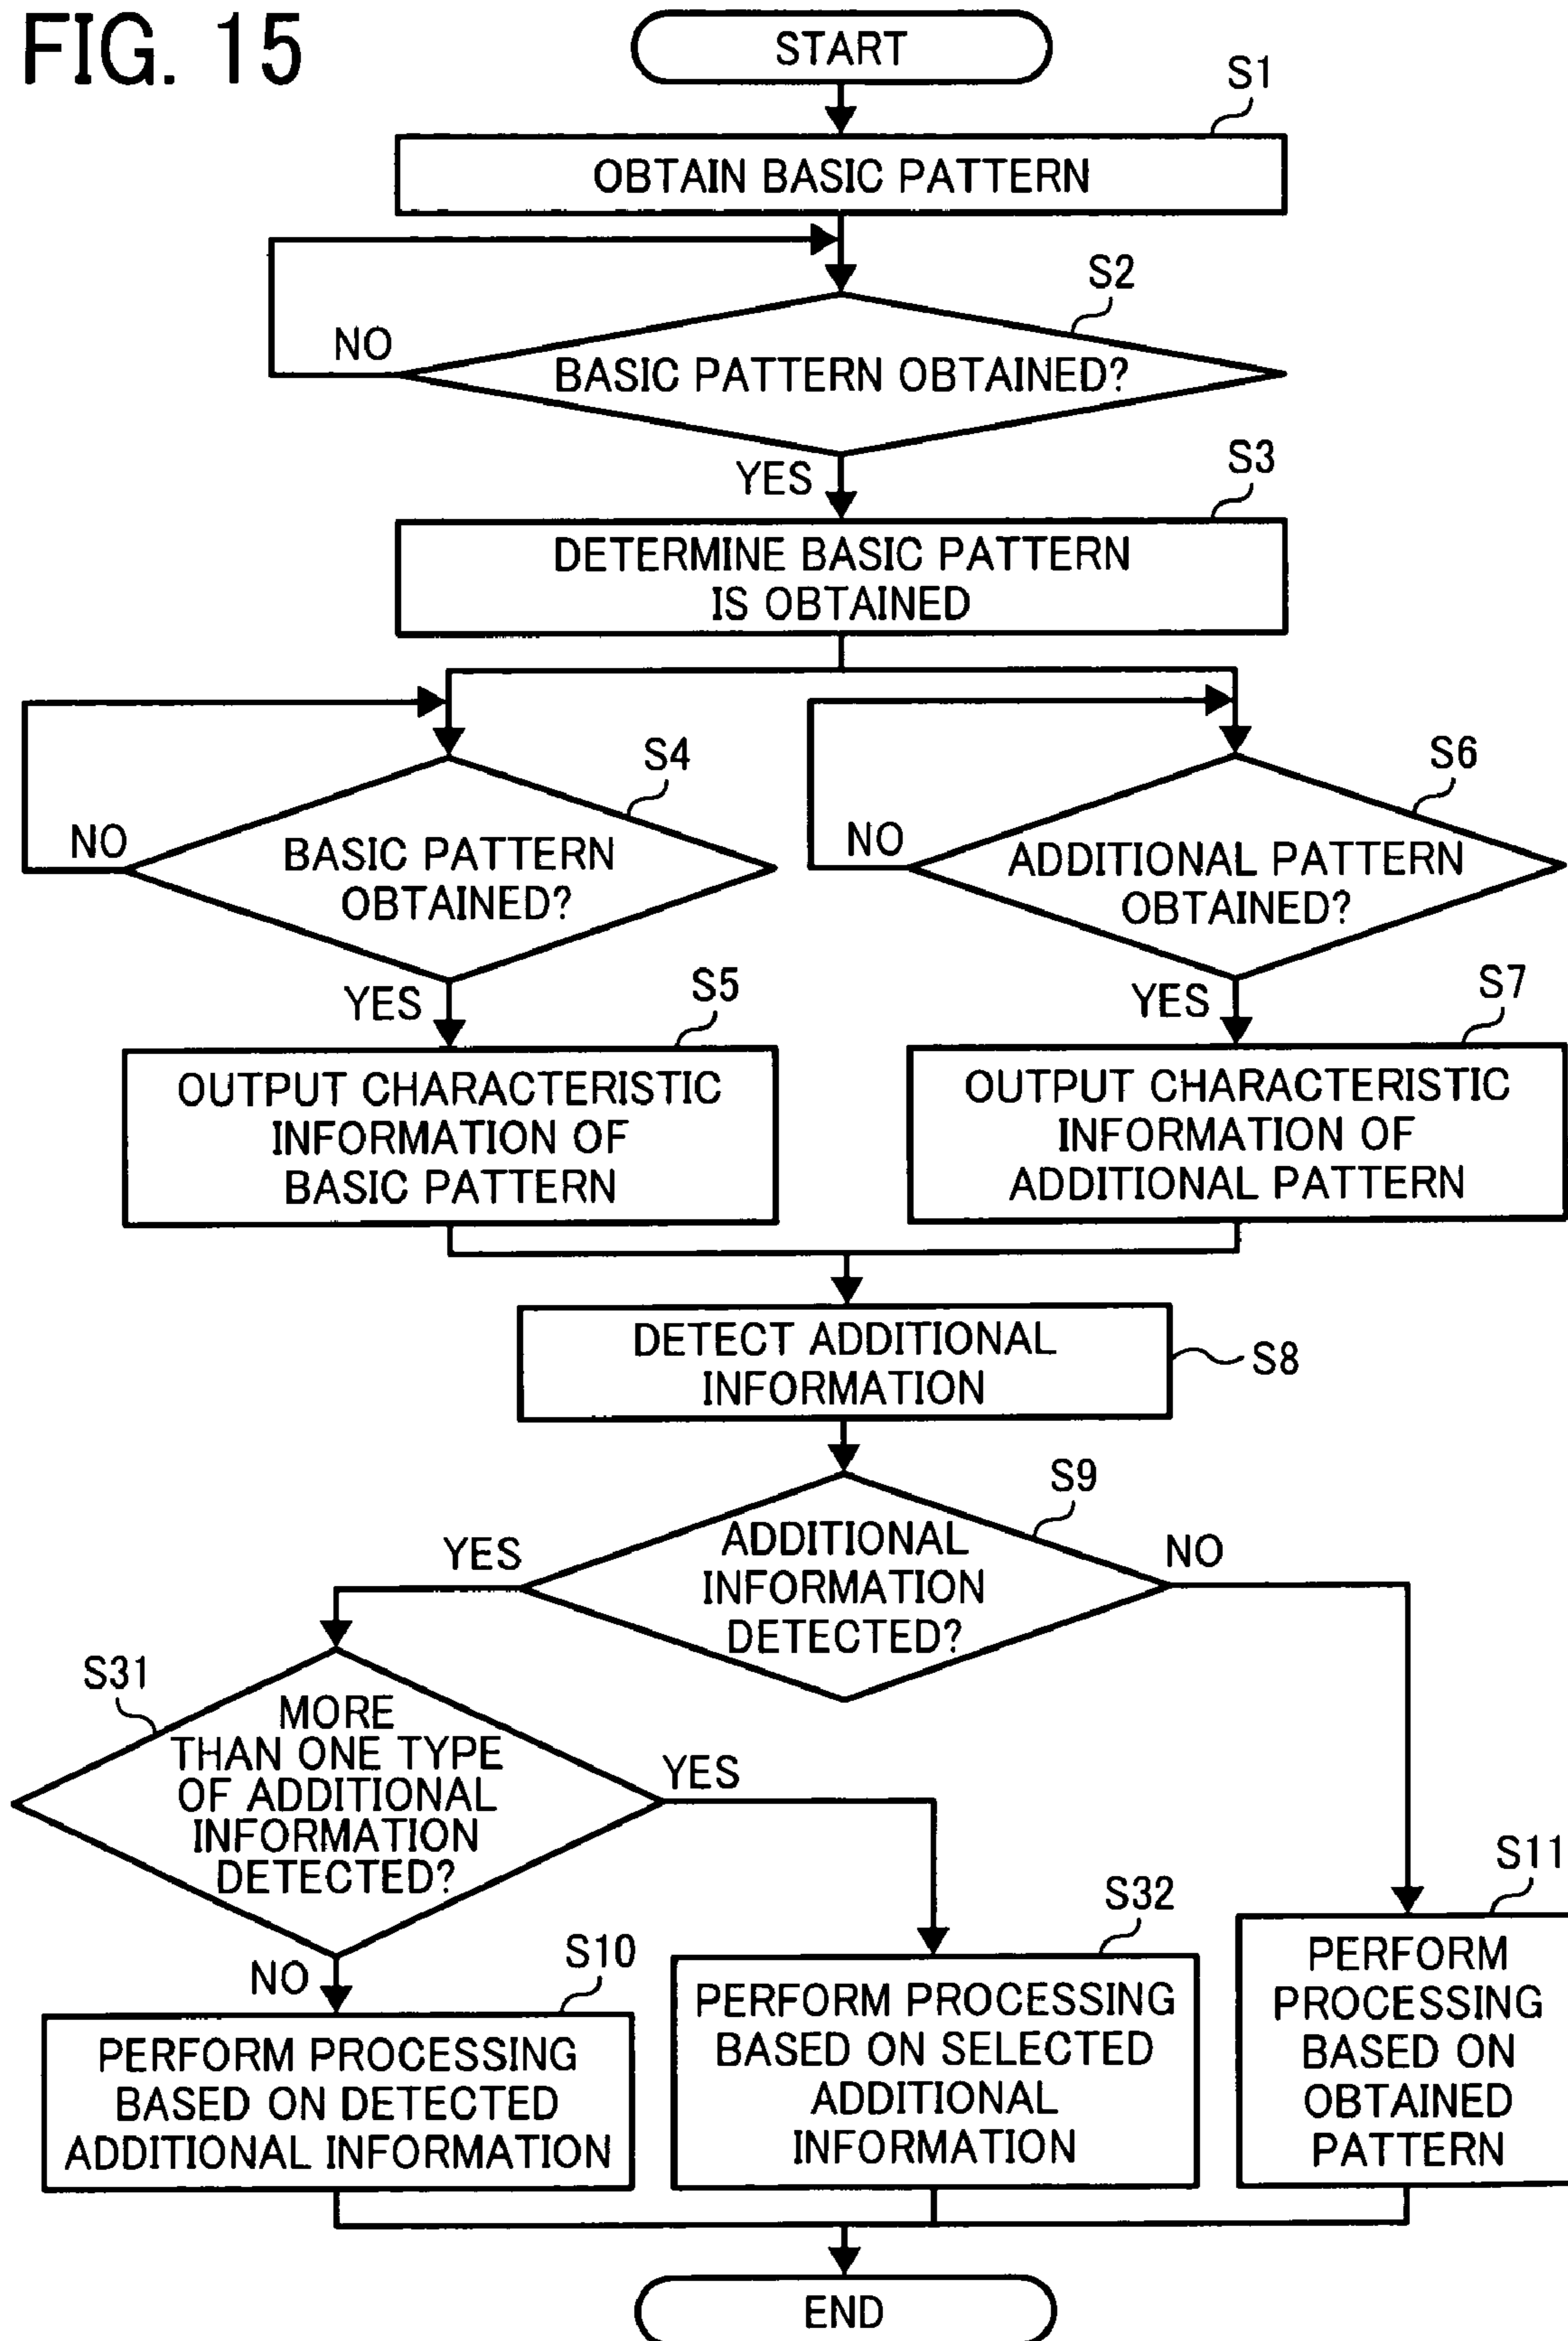 FIG. 15
START
S1
OBTAIN BASIC PATTERN
S2
NO
BASIC PATTERN OBTAINED?
YES
S3
DETERMINE BASIC PATTERN
IS OBTAINED
S4
NO
BASIC PATTERN
OBTAINED?
YES
S6
NO
ADDITIONAL PATTERN
OBTAINED?
YES
S5
OUTPUT CHARACTERISTIC
INFORMATION OF
BASIC PATTERN
S7
OUTPUT CHARACTERISTIC
INFORMATION OF
ADDITIONAL PATTERN
DETECT ADDITIONAL
INFORMATION
S8
S9
YES
ADDITIONAL
INFORMATION
DETECTED?
NO
S31
MORE
THAN ONE TYPE
OF ADDITIONAL
INFORMATION
DETECTED?
YES
NO
S10
PERFORM PROCESSING
BASED ON DETECTED
ADDITIONAL INFORMATION
S32
PERFORM PROCESSING
BASED ON SELECTED
ADDITIONAL
INFORMATION
S11
PERFORM
PROCESSING
BASED ON
OBTAINED
PATTERN
END